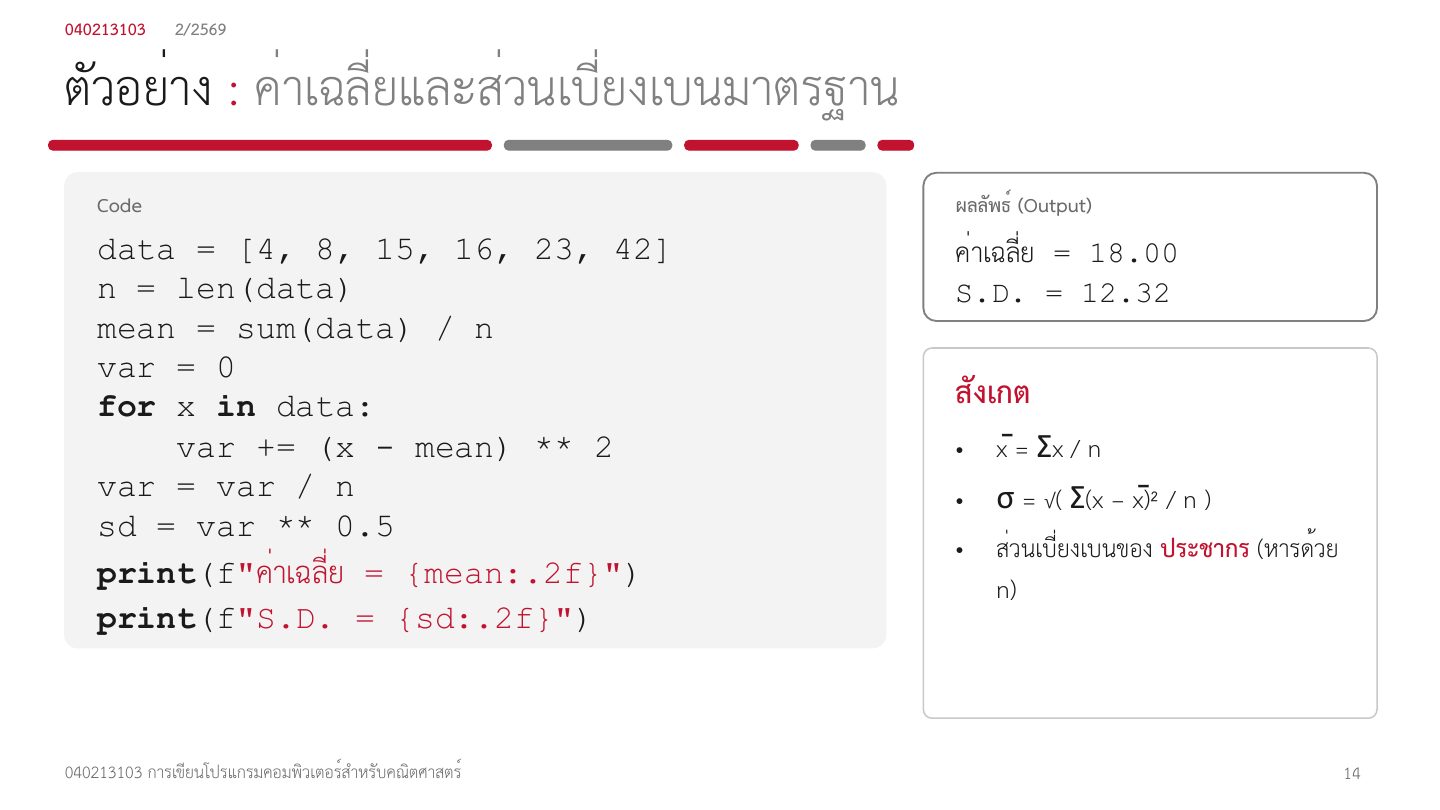 040213103 2/2569
ตัวอย่าง : ค่าเฉลี่ยและส่วนเบี่ยงเบนมาตรฐาน
Code
data = [4, 8, 15, 16, 23, 42]
n = len(data)
mean = sum(data) / n
var = 0
for x in data:
    var += (x - mean) ** 2
var = var / n
sd = var ** 0.5
print(f"ค่าเฉลี่ย = {mean:.2f}")
print(f"S.D. = {sd:.2f}")
ผลลัพธ์ (Output)
ค่าเฉลี่ย = 18.00
S.D. = 12.32
สังเกต
• x̄ = Σx / n
• σ = √( Σ(x – x̄)² / n )
• ส่วนเบี่ยงเบนของ ประชากร (หารด้วย
n)
040213103 การเขียนโปรแกรมคอมพิวเตอร์สำหรับคณิตศาสตร์
14